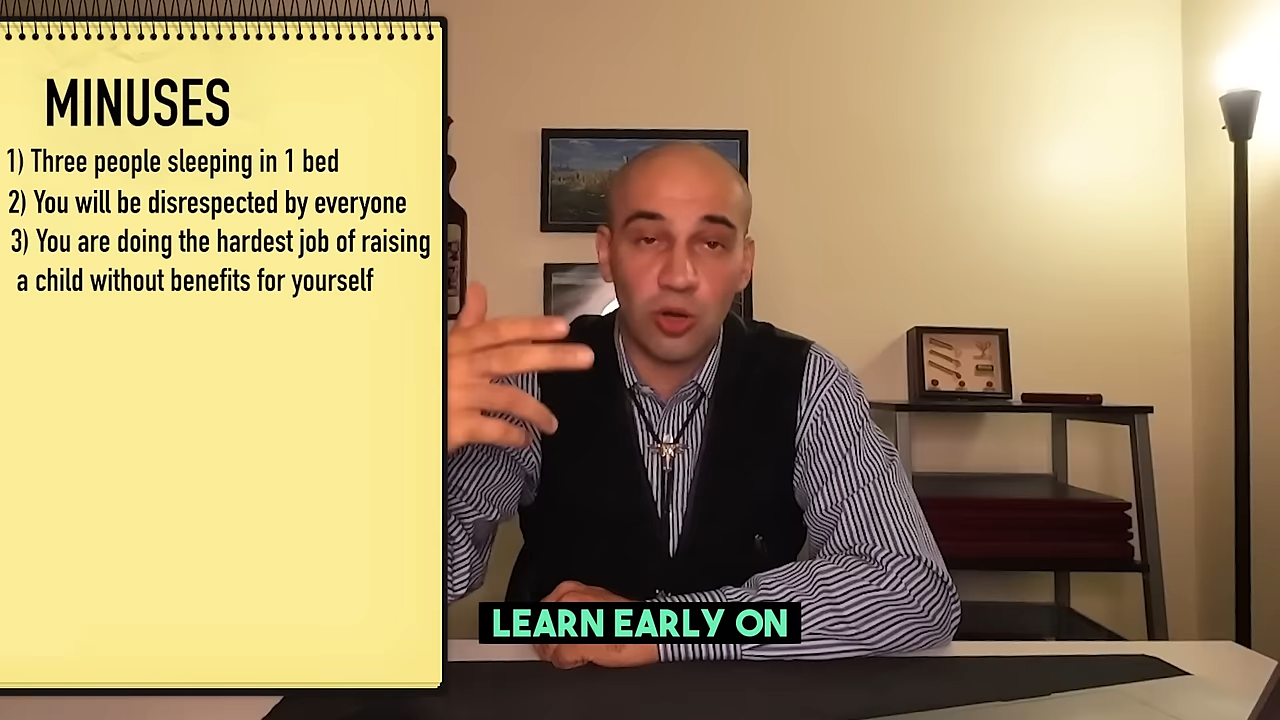 MINUSES
1) Three people sleeping in 1 bed
2) You will be disrespected by everyone
3) You are doing the hardest job of raising
a child without benefits for yourself
LEARN EARLY ON